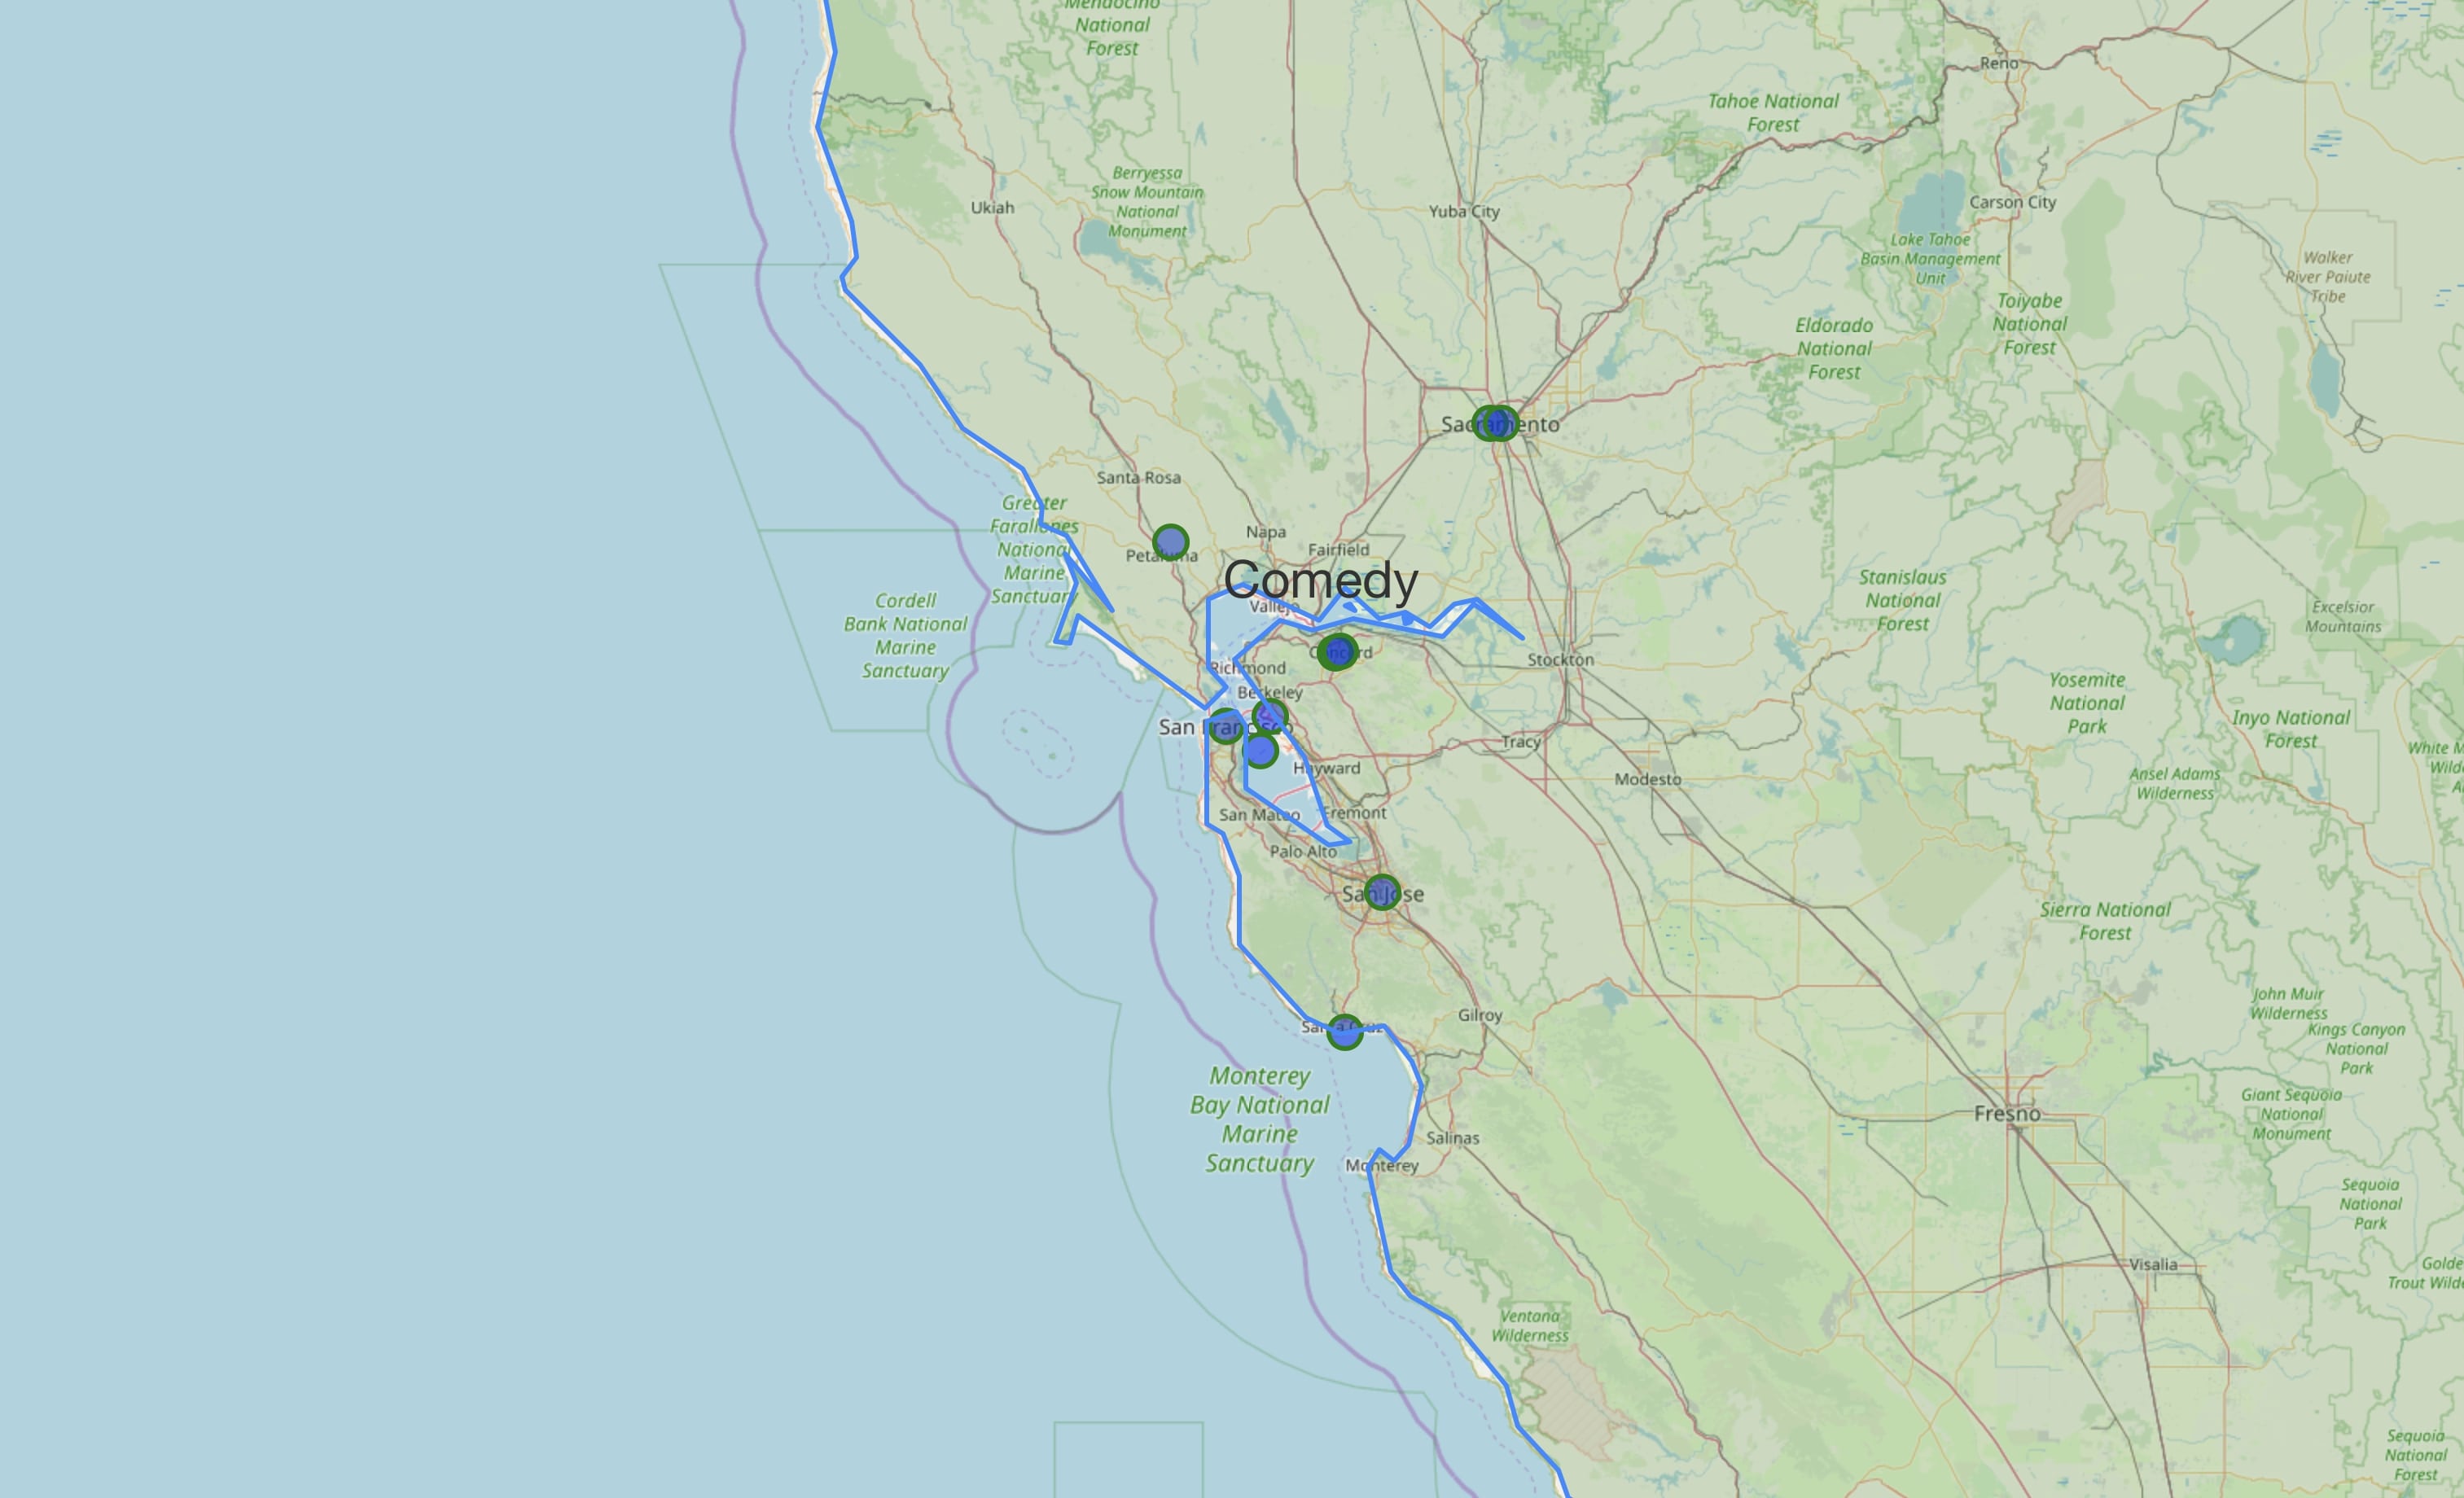 Mendocino
National
Forest
Reno
Tahoe National
Forest
Berryessa
Snow Mountain
National
Monument
Ukiah
Yuba City
Carson City
Lake Tahoe
Basin Management
Unit
Walker
River Paiute
Tribe
Toiyabe
National
Forest
Eldorado
National
Forest
Sacramento
Santa Rosa
Greater
Farallones
National
Marine
Sanctuary
Napa
Petaluma
Fairfield
Comedy
Vallejo
Cordell
Bank National
Marine
Sanctuary
Stanislaus
National
Forest
Excelsior
Mountains
Concord
Stockton
Richmond
Berkeley
San Francisco
Yosemite
National
Park
Inyo National
Forest
White M
Wilde
Tracy
Hayward
Modesto
Ansel Adams
Wilderness
San Mateo
Fremont
Palo Alto
San Jose
Sierra National
Forest
John Muir
Wilderness
Gilroy
Santa Cruz
Kings Canyon
National
Park
Monterey
Bay National
Marine
Sanctuary
Giant Sequoia
National
Monument
Fresno
Salinas
Monterey
Sequoia
National
Park
Visalia
Golde
Trout Wilde
Ventana
Wilderness
Sequoia
National
Forest